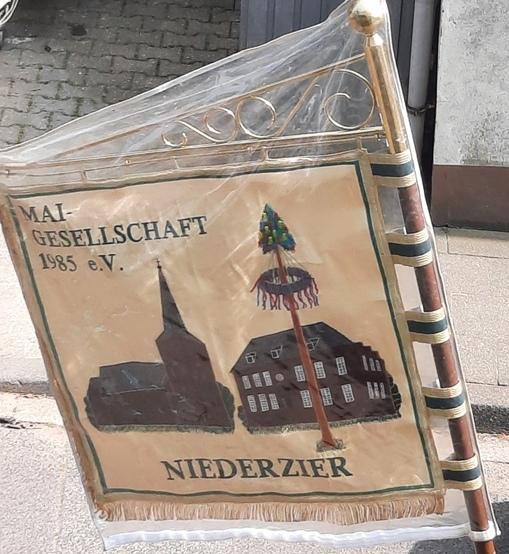 MAI-
GESELLSCHAFT
1985 e.V.
NIEDERZIER